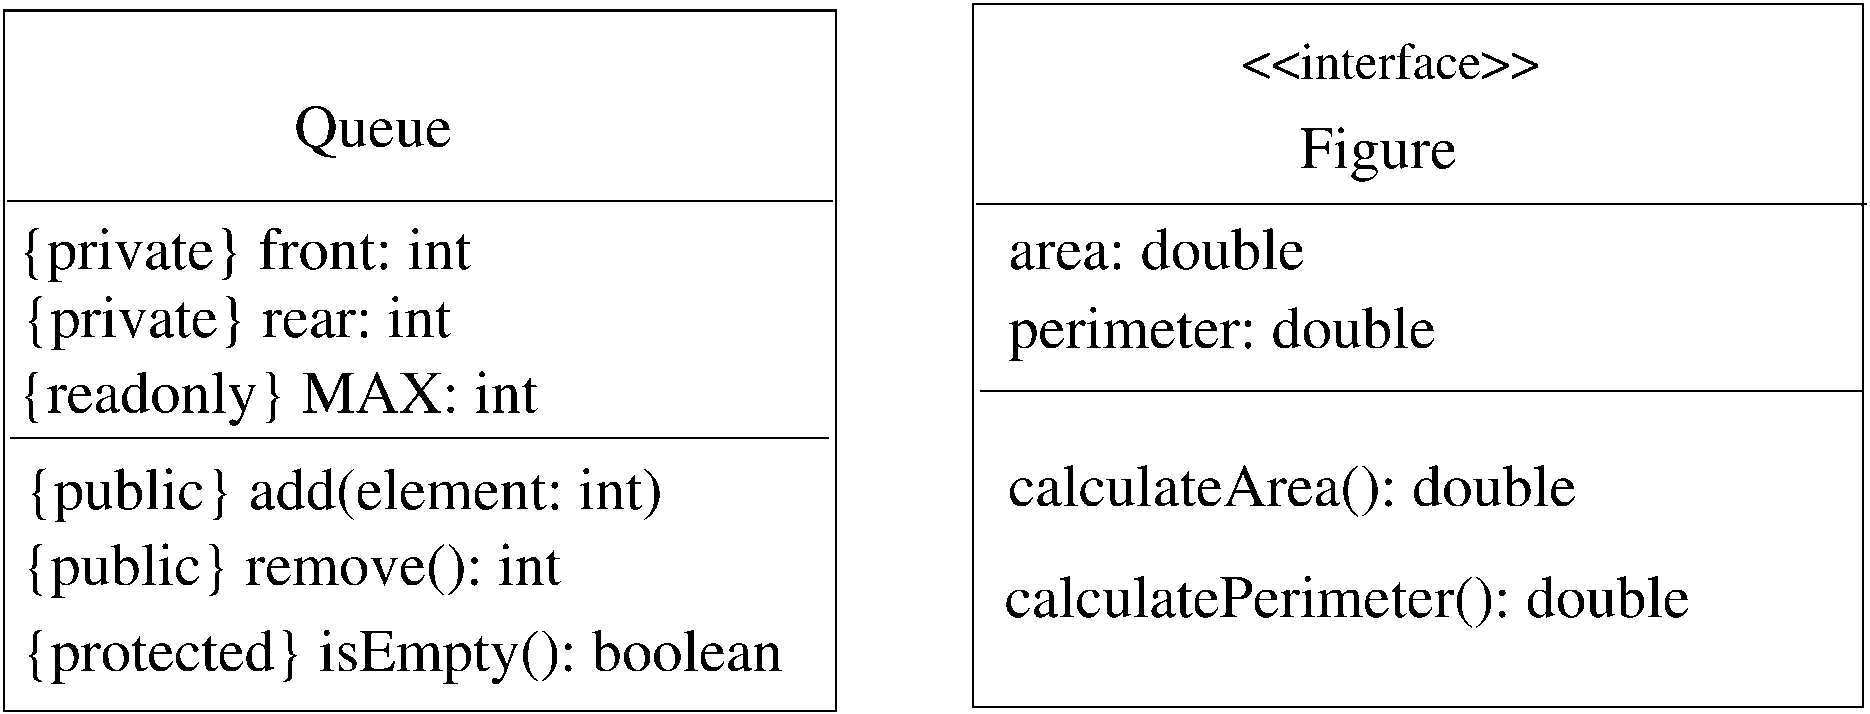 Queue
{private} front: int
{private} rear: int
{readonly} MAX: int
{public} add(element: int)
{public} remove(): int
{protected} isEmpty(): boolean
<<interface>>
Figure
area: double
perimeter: double
calculateArea(): double
calculatePerimeter(): double